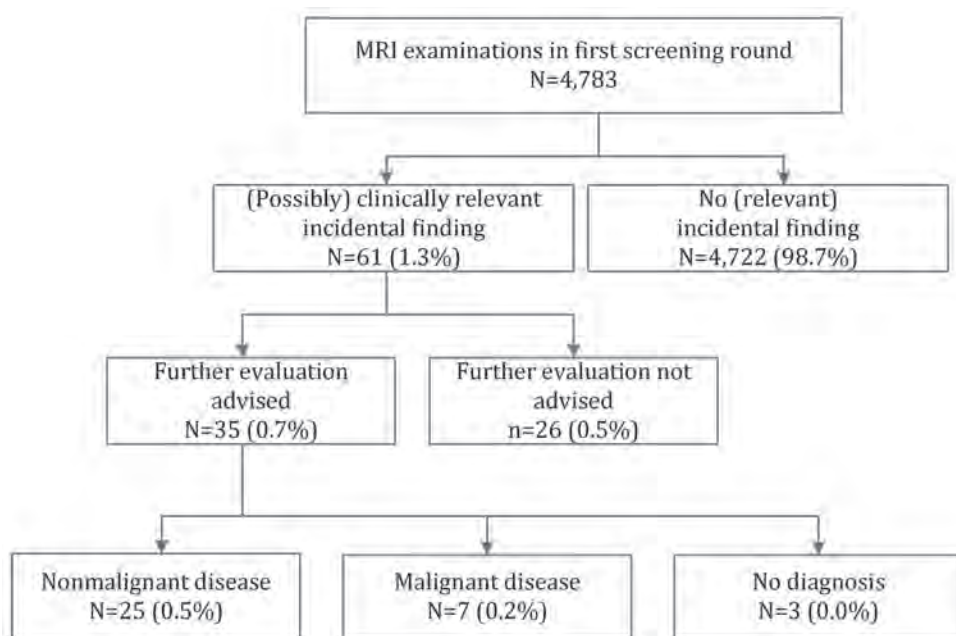 MRI examinations in first screening round
N=4,783
(Possibly) clinically relevant
incidental finding
N=61 (1.3%)
No (relevant)
incidental finding
N=4,722 (98.7%)
Further evaluation
advised
N=35 (0.7%)
Further evaluation not
advised
n=26 (0.5%)
Nonmalignant disease
N=25 (0.5%)
Malignant disease
N=7 (0.2%)
No diagnosis
N=3 (0.0%)